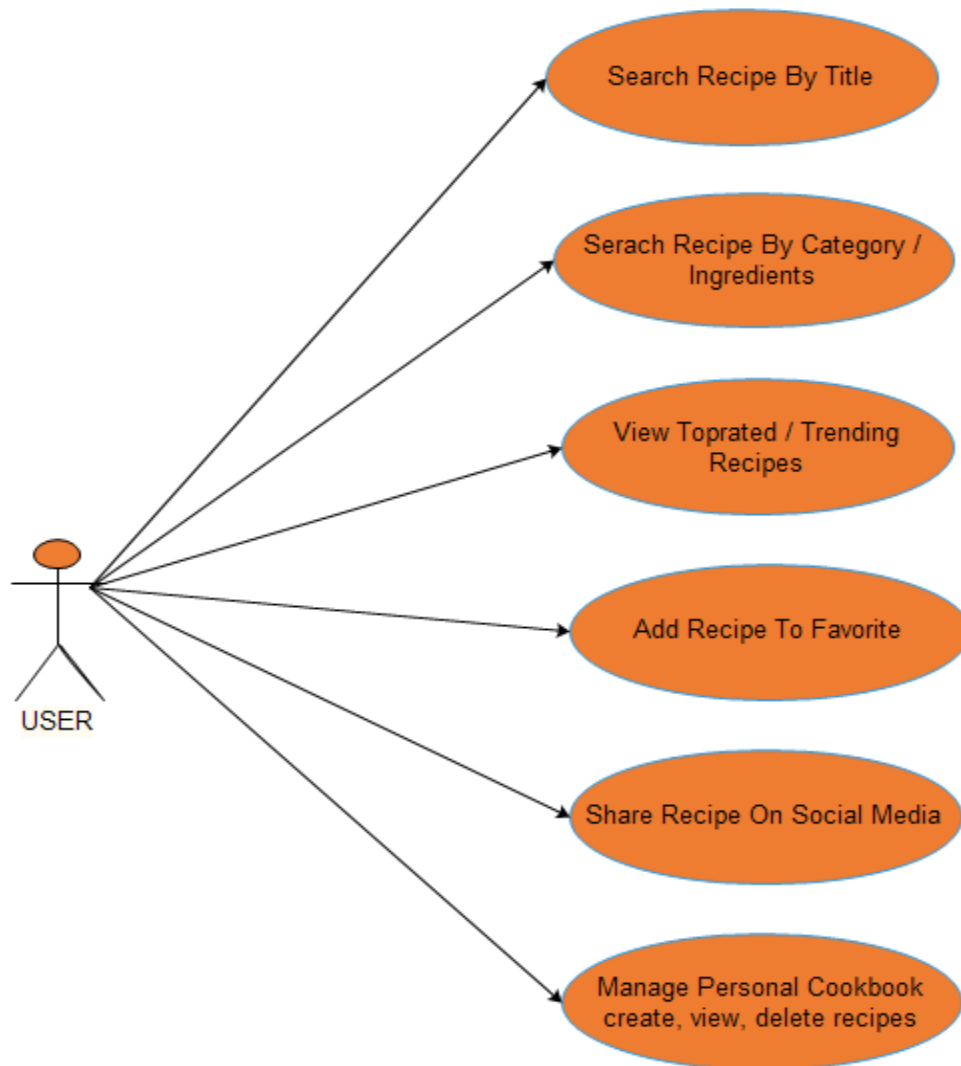 Search Recipe By Title
Serach Recipe By Category /
Ingredients
View Toprated / Trending
Recipes
Add Recipe To Favorite
USER
Share Recipe On Social Media
Manage Personal Cookbook
create, view, delete recipes